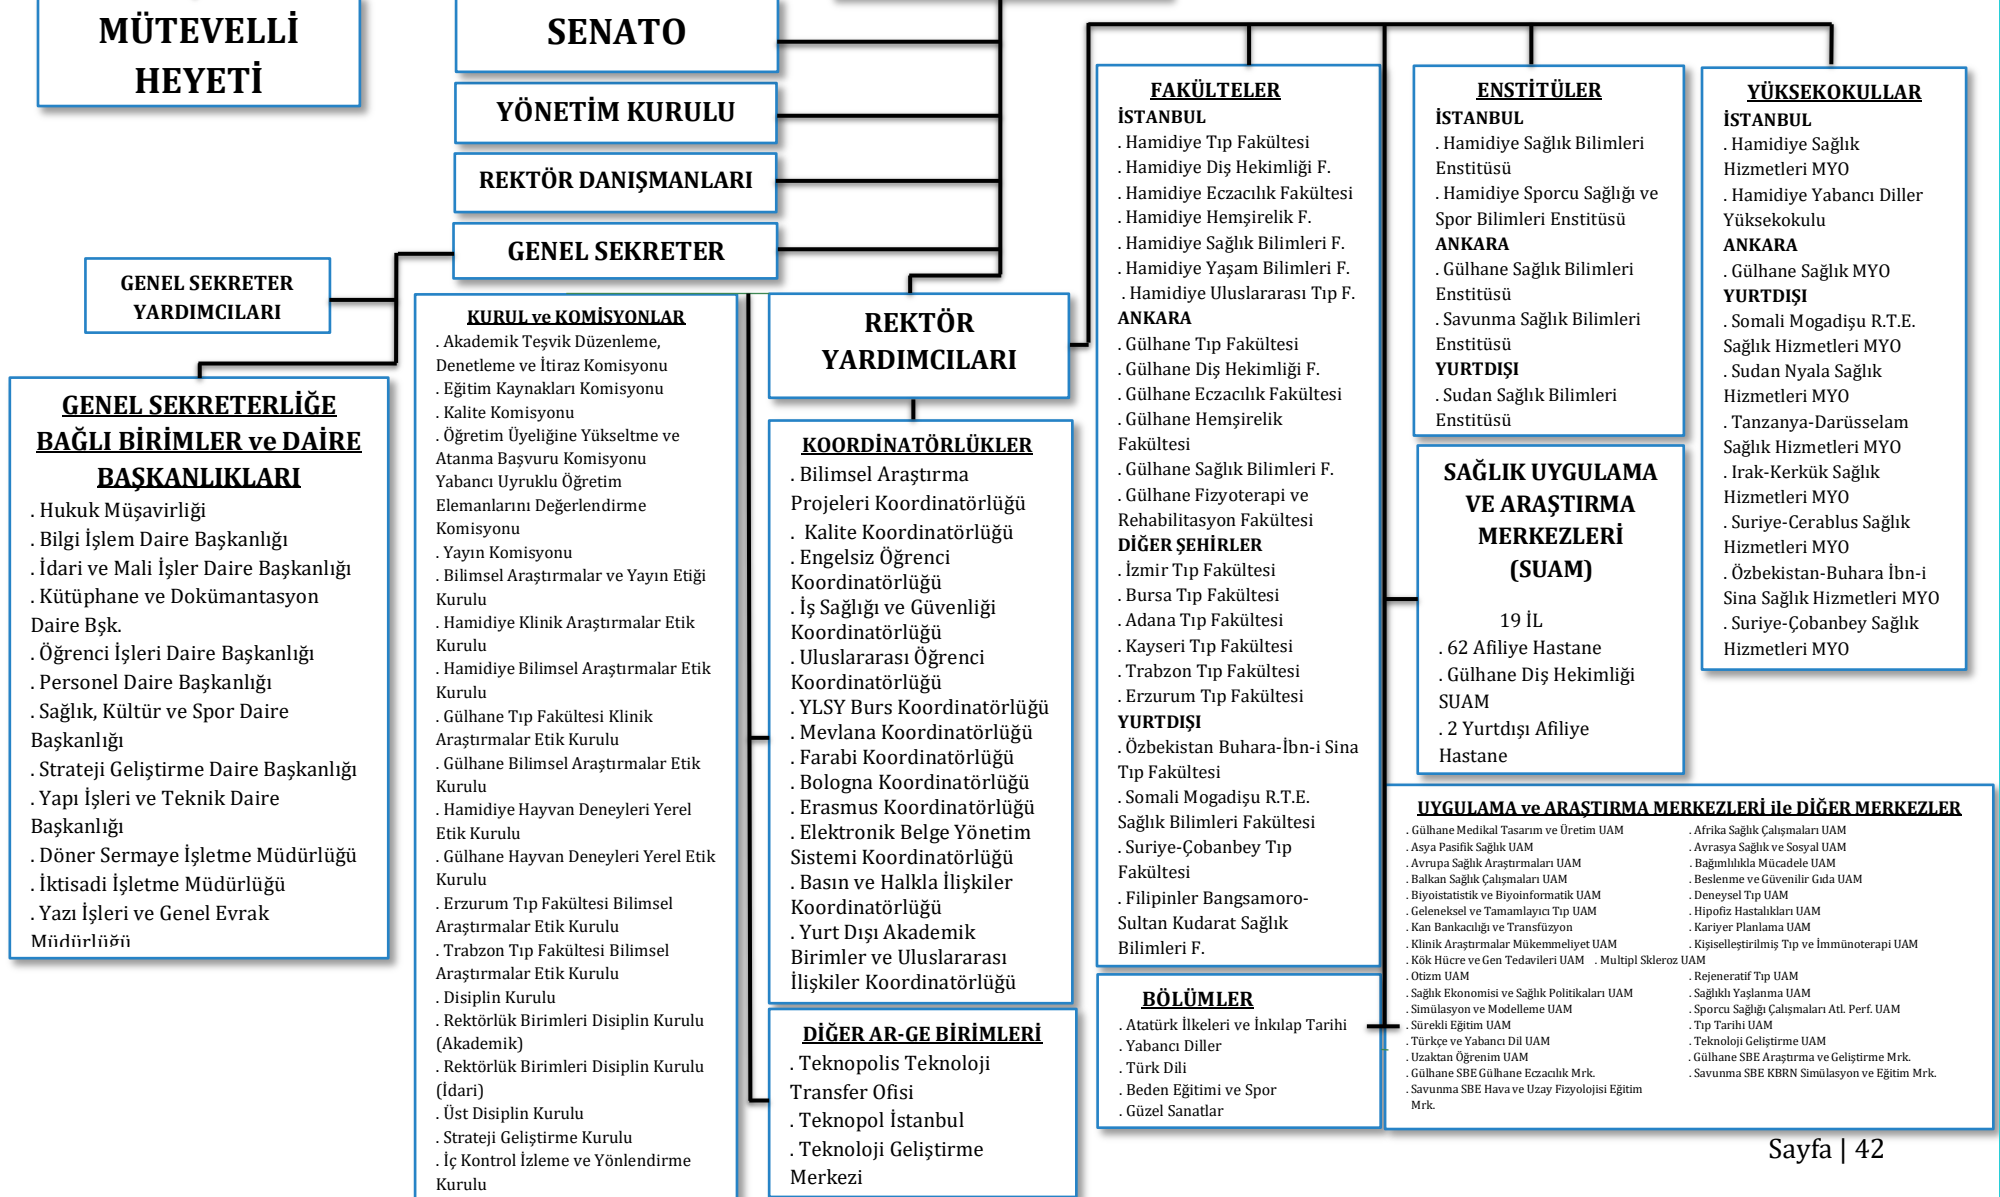 MÜTEVELLİ
HEYETİ
SENATO
YÖNETİM KURULU
REKTÖR DANIŞMANLARI
GENEL SEKRETER
GENEL SEKRETER
YARDIMCILARI
GENEL SEKRETERLİĞE
BAĞLI BİRİMLER ve DAİRE
BAŞKANLIKLARI
. Hukuk Müşavirliği
. Bilgi İşlem Daire Başkanlığı
. İdari ve Mali İşler Daire Başkanlığı
. Kütüphane ve Dokümantasyon
Daire Bşk.
. Öğrenci İşleri Daire Başkanlığı
. Personel Daire Başkanlığı
. Sağlık, Kültür ve Spor Daire
Başkanlığı
. Strateji Geliştirme Daire Başkanlığı
. Yapı İşleri ve Teknik Daire
Başkanlığı
. Döner Sermaye İşletme Müdürlüğü
. İktisadi İşletme Müdürlüğü
. Yazı İşleri ve Genel Evrak
Müdürlüğü
KURUL ve KOMİSYONLAR
. Akademik Teşvik Düzenleme,
Denetleme ve İtiraz Komisyonu
. Eğitim Kaynakları Komisyonu
. Kalite Komisyonu
. Öğretim Üyeliğine Yükseltme ve
Atanma Başvuru Komisyonu
Yabancı Uyruklu Öğretim
Elemanlarını Değerlendirme
Komisyonu
. Yayın Komisyonu
. Bilimsel Araştırmalar ve Yayın Etiği
Kurulu
. Hamidiye Klinik Araştırmalar Etik
Kurulu
. Hamidiye Bilimsel Araştırmalar Etik
Kurulu
. Gülhane Tıp Fakültesi Klinik
Araştırmalar Etik Kurulu
. Gülhane Bilimsel Araştırmalar Etik
Kurulu
. Hamidiye Hayvan Deneyleri Yerel
Etik Kurulu
. Gülhane Hayvan Deneyleri Yerel Etik
Kurulu
. Erzurum Tıp Fakültesi Bilimsel
Araştırmalar Etik Kurulu
. Trabzon Tıp Fakültesi Bilimsel
Araştırmalar Etik Kurulu
. Disiplin Kurulu
. Rektörlük Birimleri Disiplin Kurulu
(Akademik)
. Rektörlük Birimleri Disiplin Kurulu
(İdari)
. Üst Disiplin Kurulu
. Strateji Geliştirme Kurulu
. İç Kontrol İzleme ve Yönlendirme
Kurulu
REKTÖR
YARDIMCILARI
KOORDİNATÖRLÜKLER
. Bilimsel Araştırma
Projeleri Koordinatörlüğü
. Kalite Koordinatörlüğü
. Engelsiz Öğrenci
Koordinatörlüğü
. İş Sağlığı ve Güvenliği
Koordinatörlüğü
. Uluslararası Öğrenci
Koordinatörlüğü
. YLSY Burs Koordinatörlüğü
. Mevlana Koordinatörlüğü
. Farabi Koordinatörlüğü
. Bologna Koordinatörlüğü
. Erasmus Koordinatörlüğü
. Elektronik Belge Yönetim
Sistemi Koordinatörlüğü
. Basın ve Halkla İlişkiler
Koordinatörlüğü
. Yurt Dışı Akademik
Birimler ve Uluslararası
İlişkiler Koordinatörlüğü
DİĞER AR-GE BİRİMLERİ
. Teknopolis Teknoloji
Transfer Ofisi
. Teknopol İstanbul
. Teknoloji Geliştirme
Merkezi
FAKÜLTELER
İSTANBUL
. Hamidiye Tıp Fakültesi
. Hamidiye Diş Hekimliği F.
. Hamidiye Eczacılık Fakültesi
. Hamidiye Hemşirelik F.
. Hamidiye Sağlık Bilimleri F.
. Hamidiye Yaşam Bilimleri F.
. Hamidiye Uluslararası Tıp F.
ANKARA
. Gülhane Tıp Fakültesi
. Gülhane Diş Hekimliği F.
. Gülhane Eczacılık Fakültesi
. Gülhane Hemşirelik
Fakültesi
. Gülhane Sağlık Bilimleri F.
. Gülhane Fizyoterapi ve
Rehabilitasyon Fakültesi
DİĞER ŞEHİRLER
. İzmir Tıp Fakültesi
. Bursa Tıp Fakültesi
. Adana Tıp Fakültesi
. Kayseri Tıp Fakültesi
. Trabzon Tıp Fakültesi
. Erzurum Tıp Fakültesi
YURTDIŞI
. Özbekistan Buhara-İbn-i Sina
Tıp Fakültesi
. Somali Mogadişu R.T.E.
Sağlık Bilimleri Fakültesi
. Suriye-Çobanbey Tıp
Fakültesi
. Filipinler Bangsamoro-
Sultan Kudarat Sağlık
Bilimleri F.
BÖLÜMLER
. Atatürk İlkeleri ve İnkılap Tarihi
. Yabancı Diller
. Türk Dili
. Beden Eğitimi ve Spor
. Güzel Sanatlar
ENSTİTÜLER
İSTANBUL
. Hamidiye Sağlık Bilimleri
Enstitüsü
. Hamidiye Sporcu Sağlığı ve
Spor Bilimleri Enstitüsü
ANKARA
. Gülhane Sağlık Bilimleri
Enstitüsü
. Savunma Sağlık Bilimleri
Enstitüsü
YURTDIŞI
. Sudan Sağlık Bilimleri
Enstitüsü
SAĞLIK UYGULAMA
VE ARAŞTIRMA
MERKEZLERİ
(SUAM)
19 İL
. 62 Afiliye Hastane
. Gülhane Diş Hekimliği
SUAM
. 2 Yurtdışı Afiliye
Hastane
YÜKSEKOKULLAR
İSTANBUL
. Hamidiye Sağlık
Hizmetleri MYO
. Hamidiye Yabancı Diller
Yüksekokulu
ANKARA
. Gülhane Sağlık MYO
YURTDIŞI
. Somali Mogadişu R.T.E.
Sağlık Hizmetleri MYO
. Sudan Nyala Sağlık
Hizmetleri MYO
. Tanzanya-Darüsselam
Sağlık Hizmetleri MYO
. Irak-Kerkük Sağlık
Hizmetleri MYO
. Suriye-Cerablus Sağlık
Hizmetleri MYO
. Özbekistan-Buhara İbn-i
Sina Sağlık Hizmetleri MYO
. Suriye-Çobanbey Sağlık
Hizmetleri MYO
UYGULAMA ve ARAŞTIRMA MERKEZLERİ ile DİĞER MERKEZLER
. Gülhane Medikal Tasarım ve Üretim UAM . Afrika Sağlık Çalışmaları UAM
. Asya Pasifik Sağlık UAM . Avrasya Sağlık ve Sosyal UAM
. Avrupa Sağlık Araştırmaları UAM . Bağımlılıkla Mücadele UAM
. Balkan Sağlık Çalışmaları UAM . Beslenme ve Güvenilir Gıda UAM
. Biyoistatistik ve Biyoinformatik UAM . Deneysel Tıp UAM
. Geleneksel ve Tamamlayıcı Tıp UAM . Hipofiz Hastalıkları UAM
. Kan Bankacılığı ve Transfüzyon . Kariyer Planlama UAM
. Klinik Araştırmalar Mükemmeliyet UAM . Kişiselleştirilmiş Tıp ve İmmünoterapi UAM
. Kök Hücre ve Gen Tedavileri UAM . Multipl Skleroz UAM
. Otizm UAM . Rejeneratif Tıp UAM
. Sağlık Ekonomisi ve Sağlık Politikaları UAM . Sağlıklı Yaşlanma UAM
. Simülasyon ve Modelleme UAM . Sporcu Sağlığı Çalışmaları Atl. Perf. UAM
. Sürekli Eğitim UAM . Tıp Tarihi UAM
. Türkçe ve Yabancı Dil UAM . Teknoloji Geliştirme UAM
. Uzaktan Öğrenim UAM . Gülhane SBE Araştırma ve Geliştirme Mrk.
. Gülhane SBE Gülhane Eczacılık Mrk. . Savunma SBE KBRN Simülasyon ve Eğitim Mrk.
. Savunma SBE Hava ve Uzay Fizyolojisi Eğitim
Mrk.
Sayfa | 42